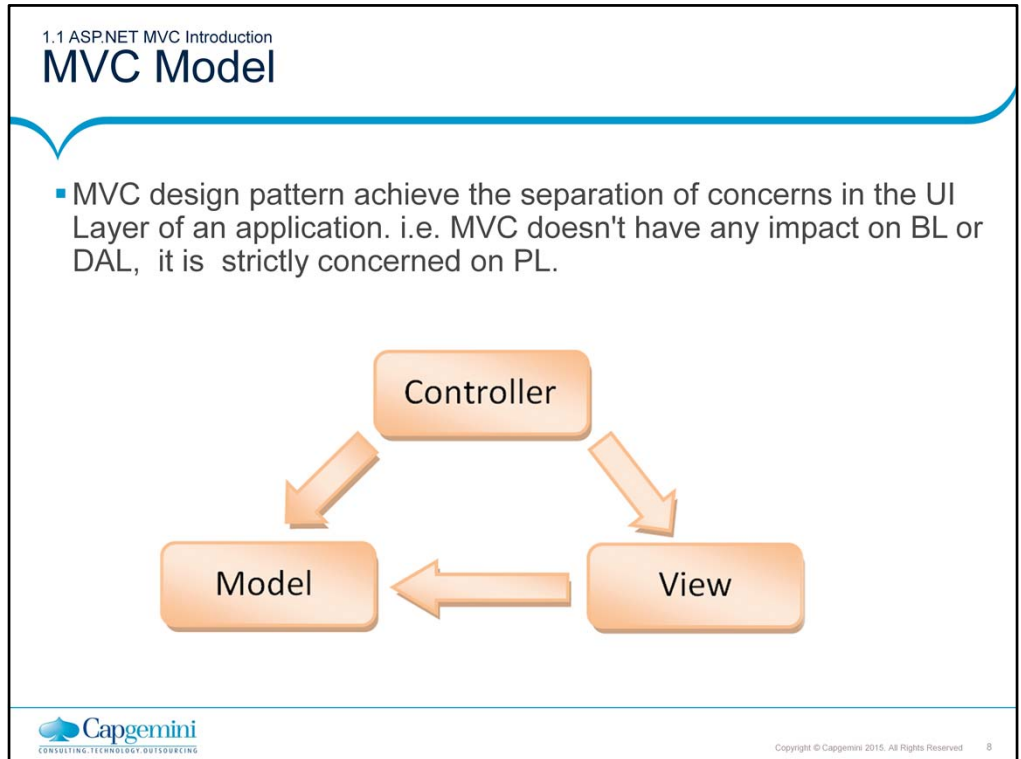 1.1 ASP.NET MVC Introduction
MVC Model
▪ MVC design pattern achieve the separation of concerns in the UI
Layer of an application. i.e. MVC doesn't have any impact on BL or
DAL,  it is  strictly concerned on PL.
Controller
Model
View
Capgemini
CONSULTING.TECHNOLOGY.OUTSOURCING
Copyright © Capgemini 2015. All Rights Reserved 8